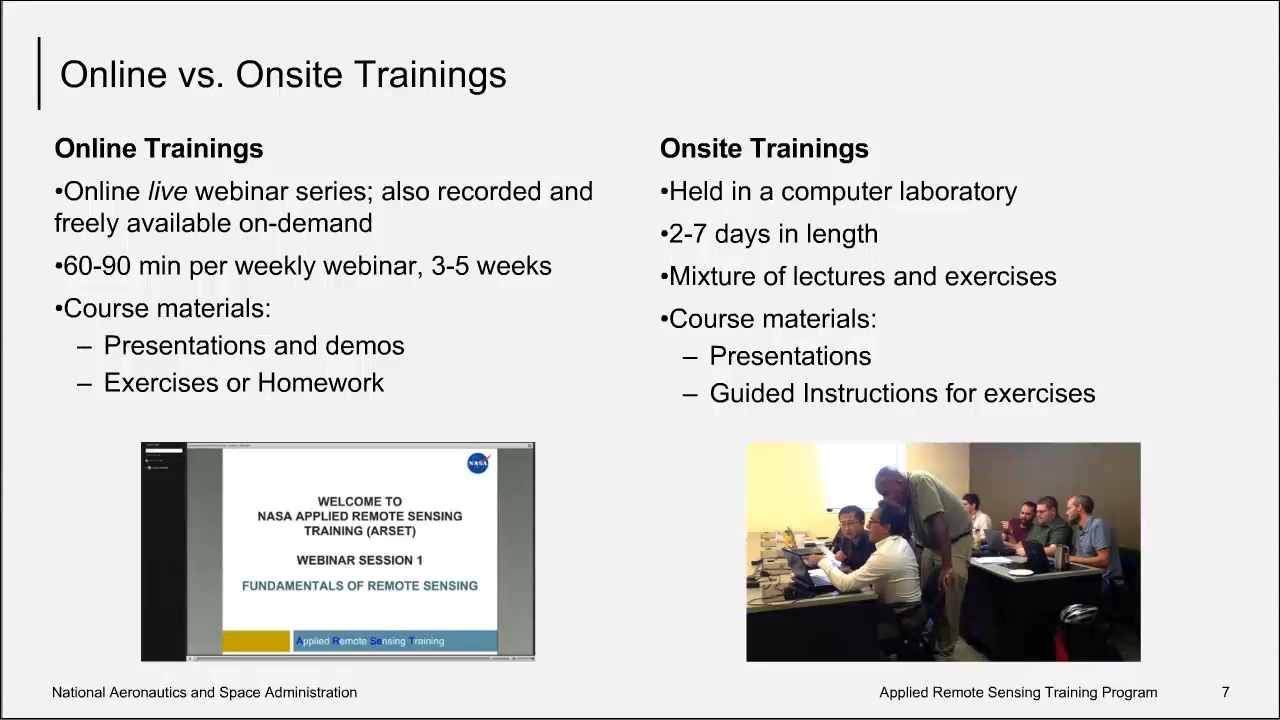 Online vs. Onsite Trainings
Online Trainings
•Online live webinar series; also recorded and
freely available on-demand
•60-90 min per weekly webinar, 3-5 weeks
•Course materials:
– Presentations and demos
– Exercises or Homework
Onsite Trainings
•Held in a computer laboratory
•2-7 days in length
•Mixture of lectures and exercises
•Course materials:
– Presentations
– Guided Instructions for exercises
NASA
WELCOME TO
NASA APPLIED REMOTE SENSING
TRAINING (ARSET)
WEBINAR SESSION 1
FUNDAMENTALS OF REMOTE SENSING
Applied Remote Sensing Training
National Aeronautics and Space Administration
Applied Remote Sensing Training Program
7